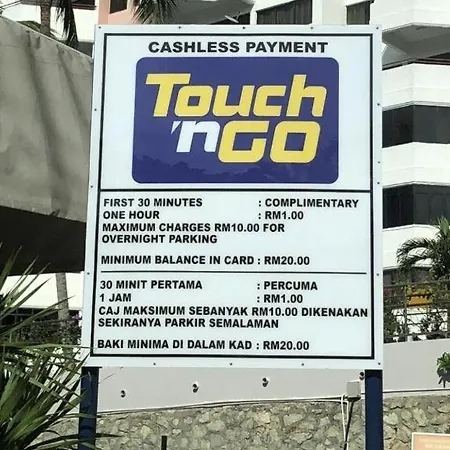 CASHLESS PAYMENT
Touch
'n GO
FIRST 30 MINUTES : COMPLIMENTARY
ONE HOUR : RM1.00
MAXIMUM CHARGES RM10.00 FOR
OVERNIGHT PARKING
MINIMUM BALANCE IN CARD : RM20.00
30 MINIT PERTAMA : PERCUMA
1 JAM : RM1.00
CAJ MAKSIMUM SEBANYAK RM10.00 DIKENAKAN
SEKIRANYA PARKIR SEMALAMAN
BAKI MINIMA DI DALAM KAD : RM20.00